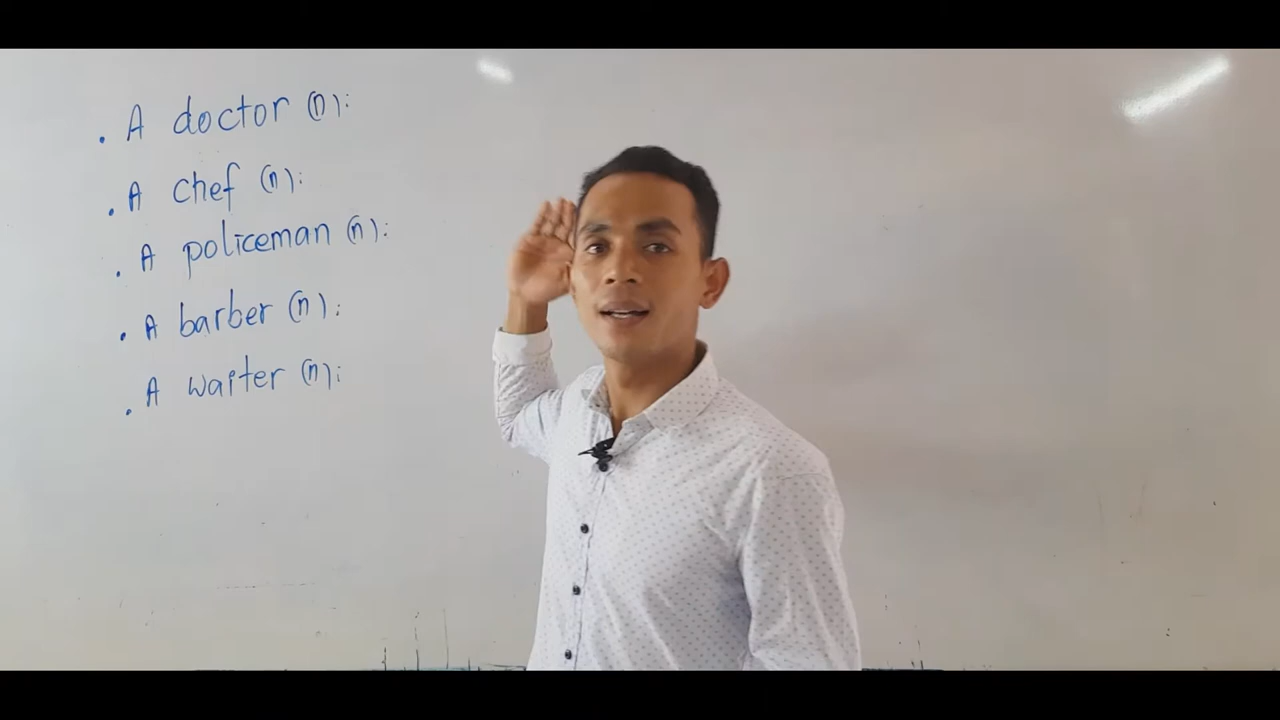 . A doctor (n):
. A chef (n):
. A policeman (n):
. A barber (n):
. A waiter (n):